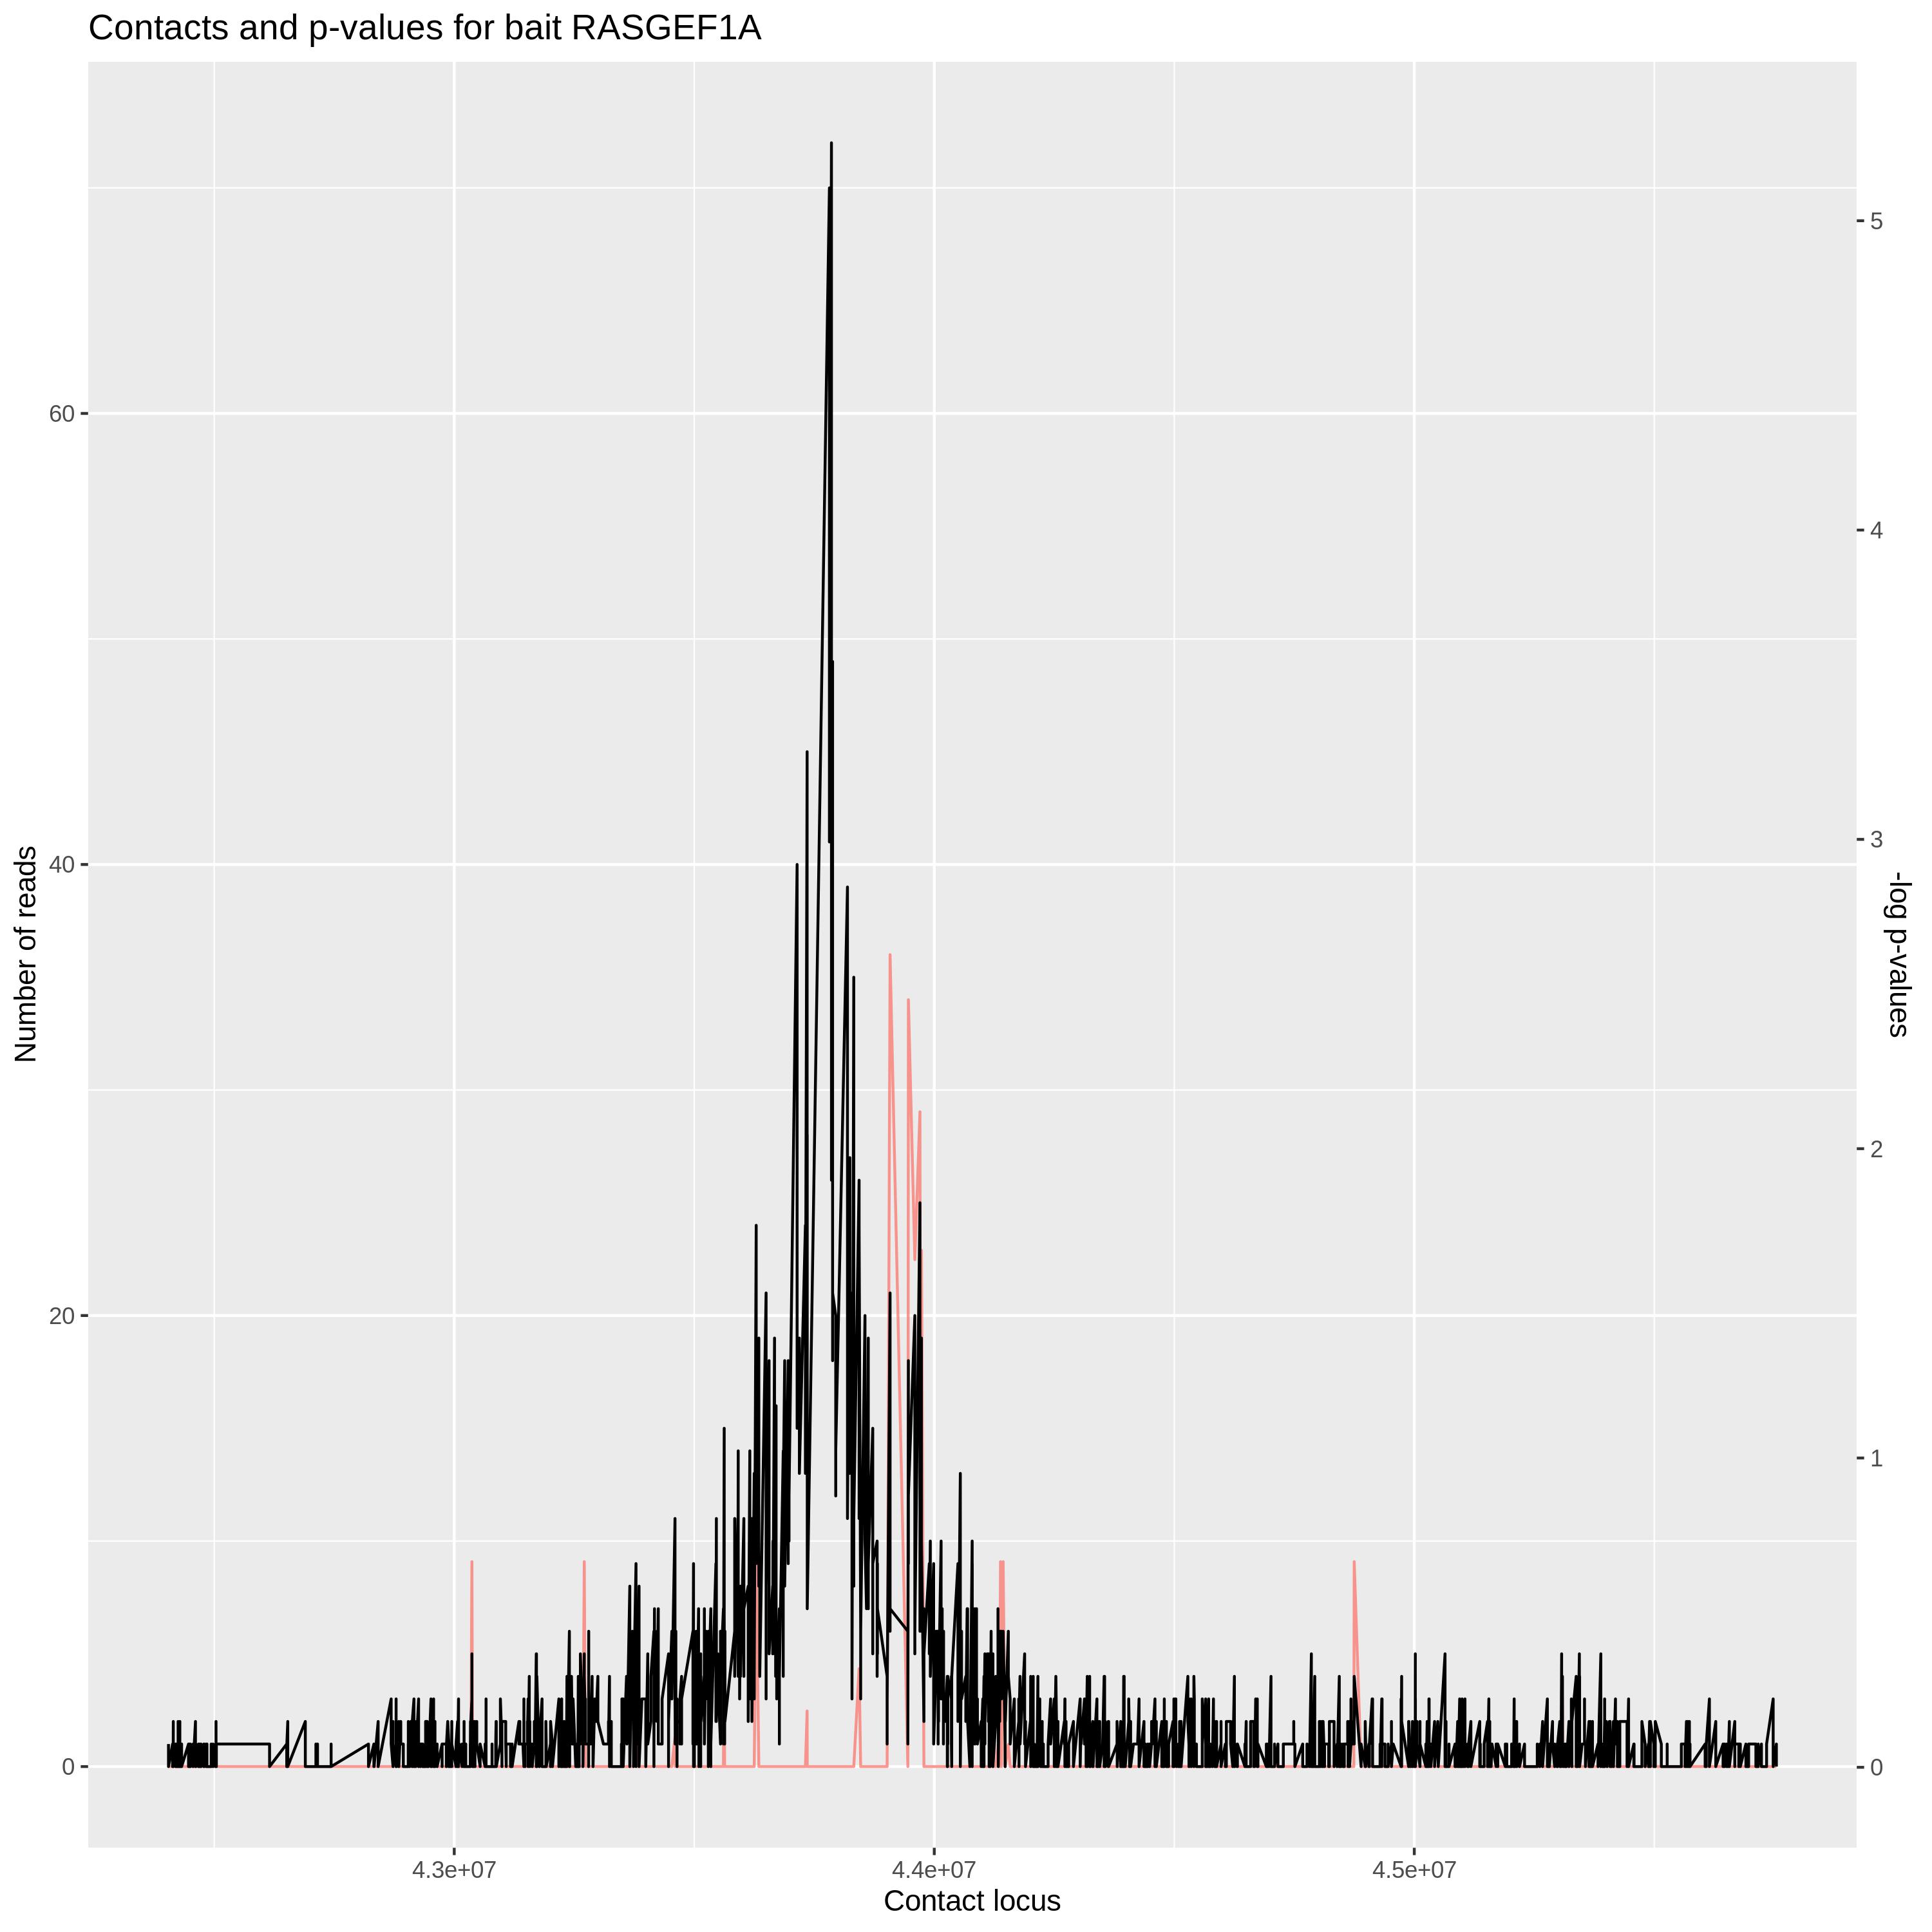 Contacts and p-values for bait RASGEF1A
Number of reads
60
40
20
0
5
4
3
2
1
0
-log p-values
4.3e+07
4.4e+07
4.5e+07
Contact locus